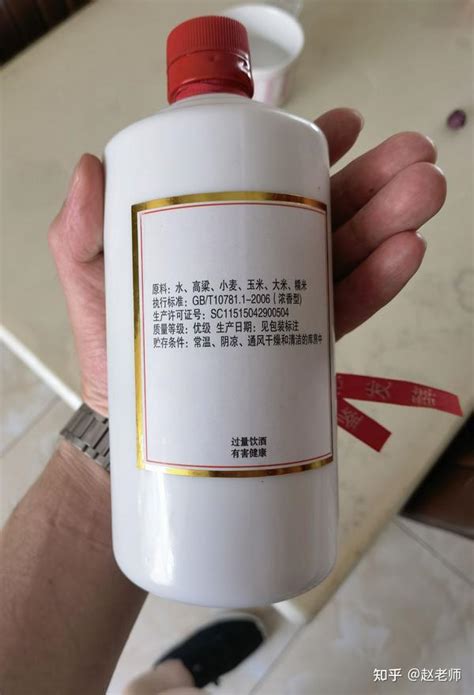 原料：水、高梁、小麦、玉米、大米、糯米
执行标准：GB/T10781.1-2006（浓香型）
生产许可证号：SC11515042900504
质量等级：优级 生产日期：见包装标注
贮存条件：常温、阴凉、通风干燥和清洁的库房中
过量饮酒
有害健康
知乎 @赵老师